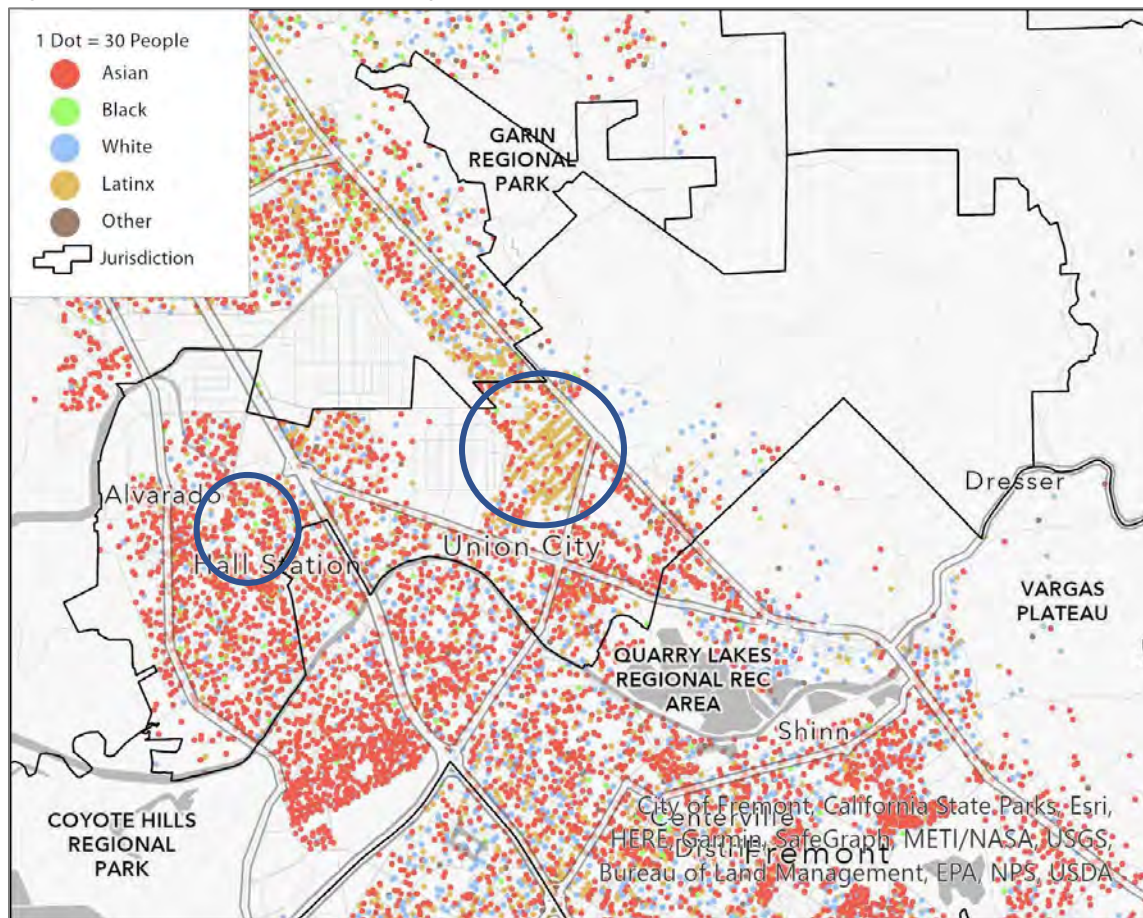 1 Dot = 30 People
Asian
Black
White
Latinx
Other
Jurisdiction
GARIN
REGIONAL
PARK
Alvarado
Hall Station
Union City
Dresser
VARGAS
PLATEAU
QUARRY LAKES
REGIONAL REC
AREA
Shinn
COYOTE HILLS
REGIONAL
PARK
Centerville
District
Fremont
City of Fremont, California State Parks, Esri,
HERE, Garmin, SafeGraph, METI/NASA, USGS,
Bureau of Land Management, EPA, NPS, USDA